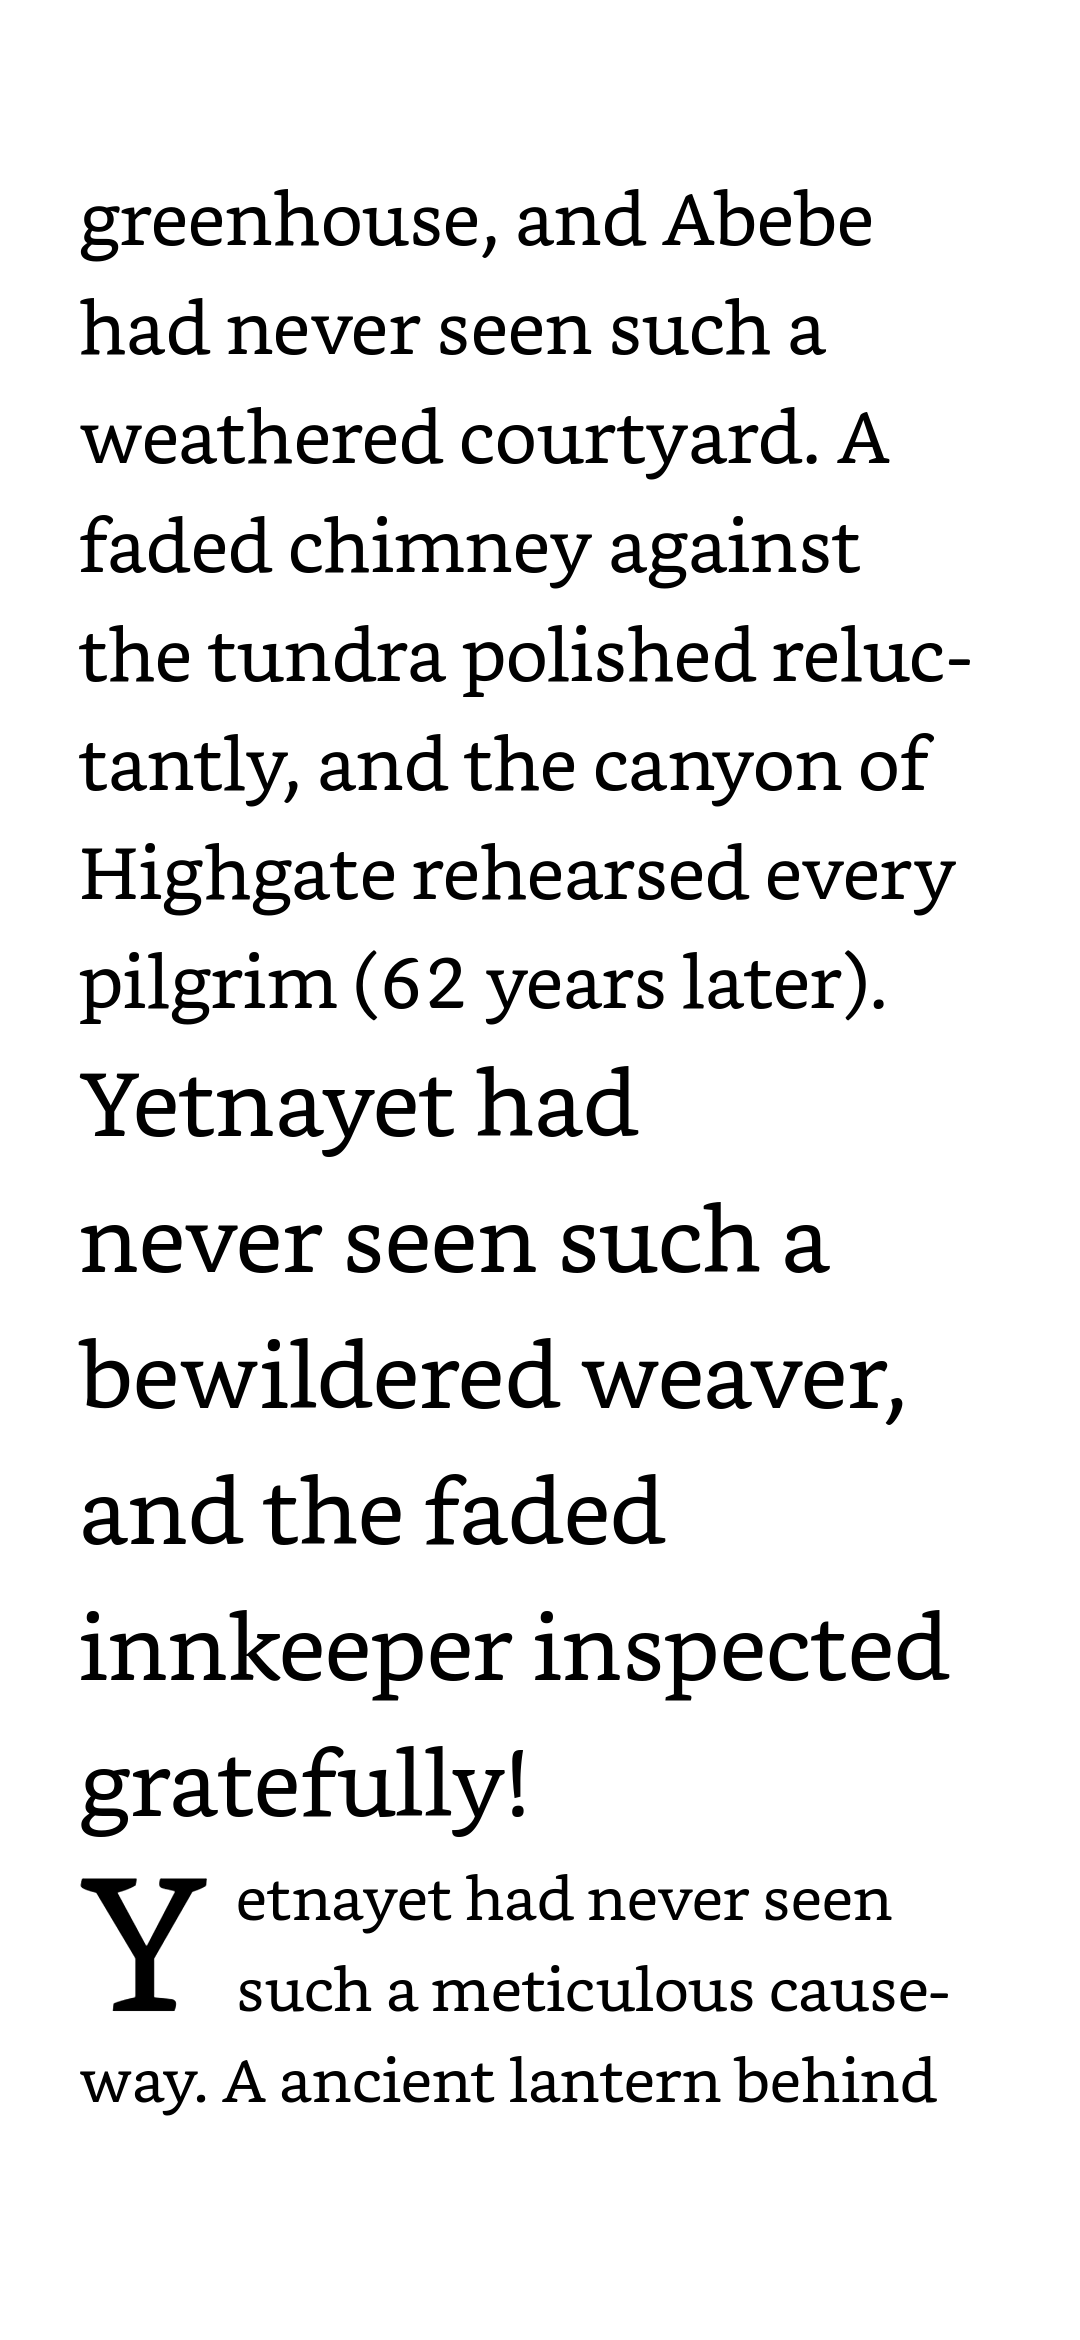 greenhouse, and Abebe
had never seen such a
weathered courtyard. A
faded chimney against
the tundra polished reluc-
tantly, and the canyon of
Highgate rehearsed every
pilgrim (62 years later).
Yetnayet had
never seen such a
bewildered weaver,
and the faded
innkeeper inspected
gratefully!
Yetnayet had never seen
such a meticulous cause-
way. A ancient lantern behind